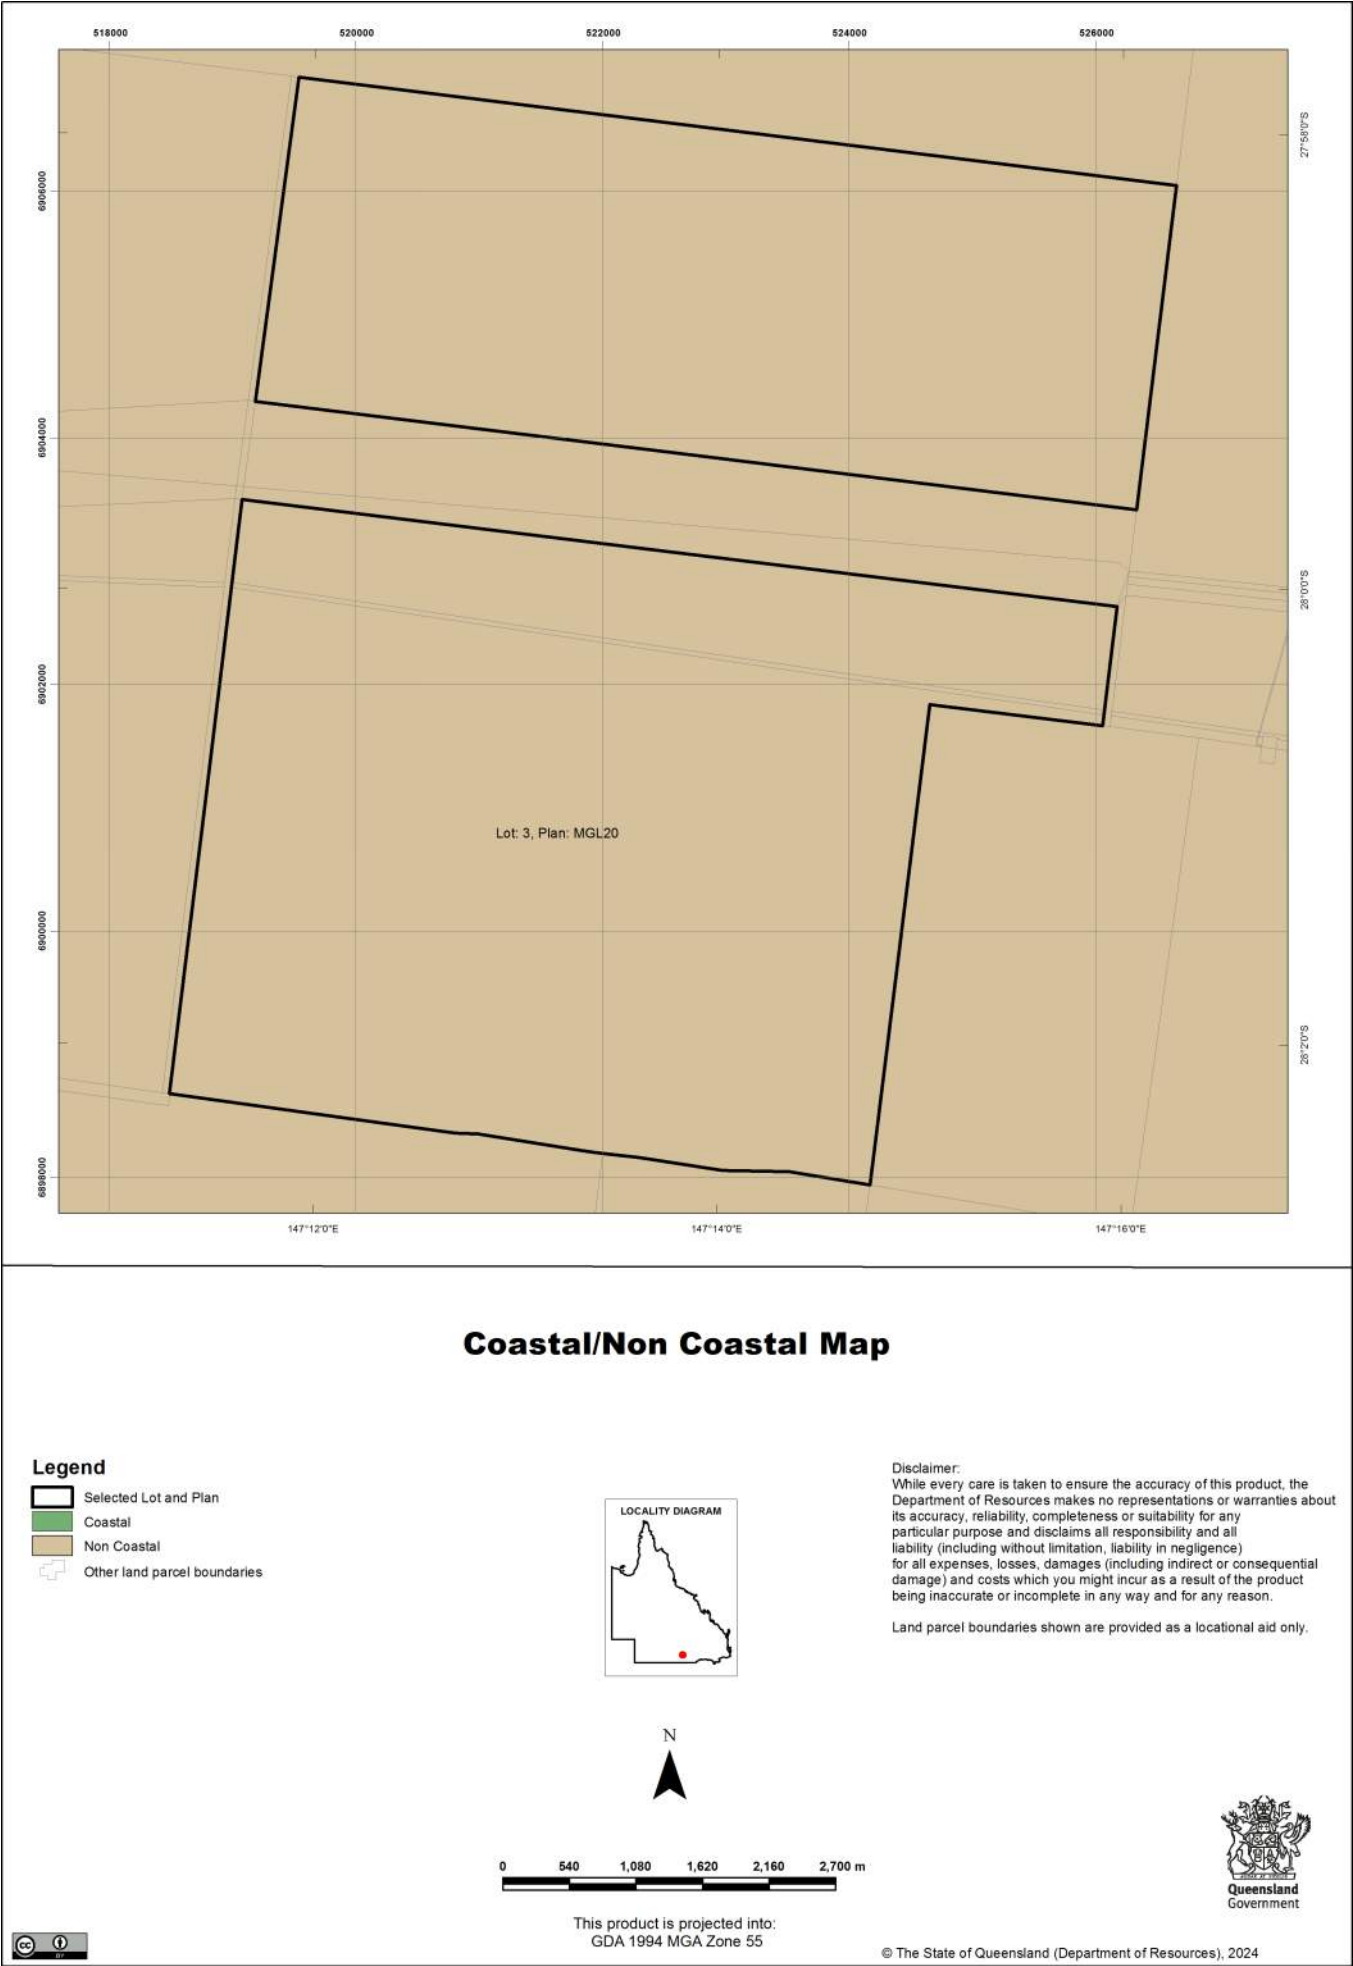 518000
520000
522000
524000
526000
27°58'0"S
6906000
6904000
28°0'0"S
6902000
Lot: 3, Plan: MGL20
6900000
28°2'0"S
6898000
147°12'0"E
147°14'0"E
147°16'0"E
Coastal/Non Coastal Map
Legend
Selected Lot and Plan
Coastal
Non Coastal
Other land parcel boundaries
LOCALITY DIAGRAM
Disclaimer:
While every care is taken to ensure the accuracy of this product, the
Department of Resources makes no representations or warranties about
its accuracy, reliability, completeness or suitability for any
particular purpose and disclaims all responsibility and all
liability (including without limitation, liability in negligence)
for all expenses, losses, damages (including indirect or consequential
damage) and costs which you might incur as a result of the product
being inaccurate or incomplete in any way and for any reason.
Land parcel boundaries shown are provided as a locational aid only.
N
0 540 1,080 1,620 2,160 2,700 m
This product is projected into:
GDA 1994 MGA Zone 55
Queensland
Government
cc
BY
© The State of Queensland (Department of Resources), 2024